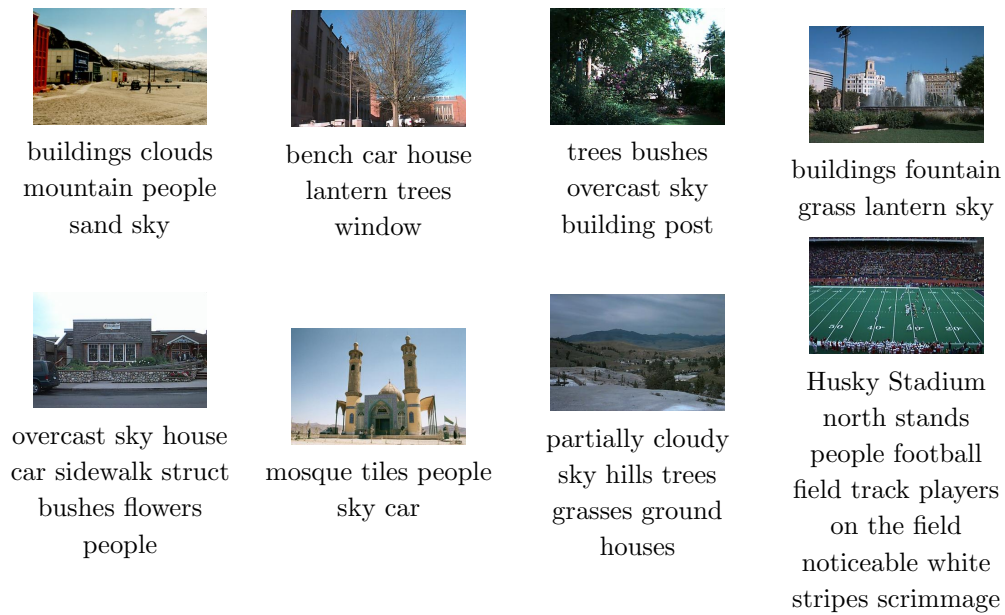 buildings clouds
mountain people
sand sky
bench car house
lantern trees
window
trees bushes
overcast sky
building post
buildings fountain
grass lantern sky
overcast sky house
car sidewalk struct
bushes flowers
people
mosque tiles people
sky car
partially cloudy
sky hills trees
grasses ground
houses
Husky Stadium
north stands
people football
field track players
on the field
noticeable white
stripes scrimmage